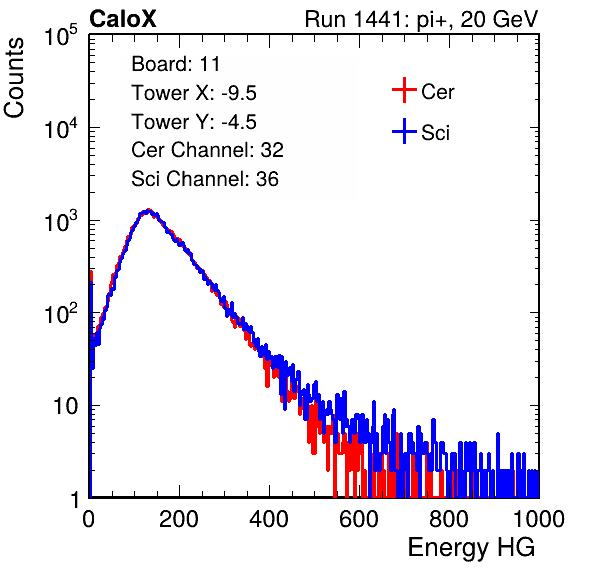 CaloX
Run 1441: pi+, 20 GeV
Counts
10^5
10^4
10^3
10^2
10
1
Board: 11
Tower X: -9.5
Tower Y: -4.5
Cer Channel: 32
Sci Channel: 36
Cer
Sci
0 200 400 600 800 1000
Energy HG